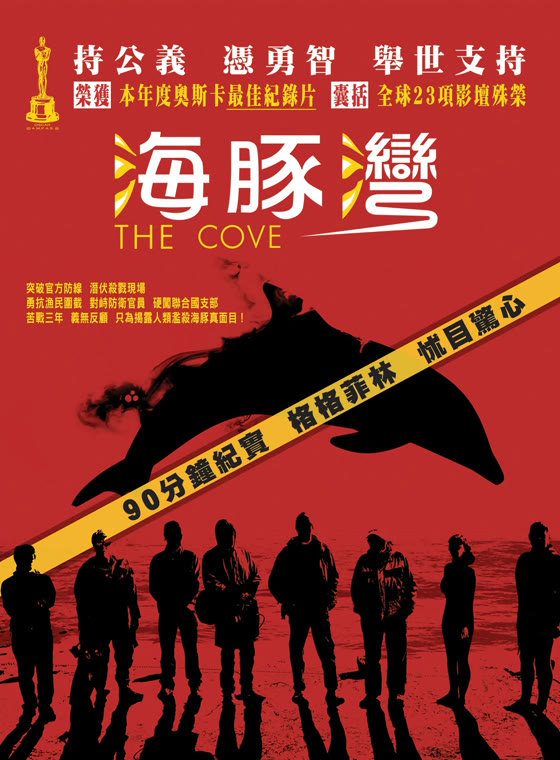 持公義 憑勇智 舉世支持
榮獲 本年度奧斯卡最佳紀錄片 囊括 全球23項影壇殊榮
海豚灣
THE COVE
突破官方防線 潛伏殺戮現場
勇抗漁民圍截 對峙防衛官員 硬闖聯合國支部
苦戰三年 義無反顧 只為揭露人類濫殺海豚真面目！
90分鐘紀實 格格菲林 怵目驚心